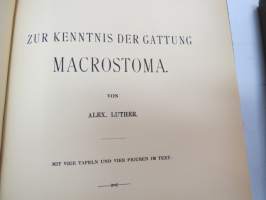 ZUR KENNTNIS DER GATTUNG
MACROSTOMA.
VON
ALEX. LUTHER.
MIT VIER TAFELN UND VIER FIGUREN IM TEXT.